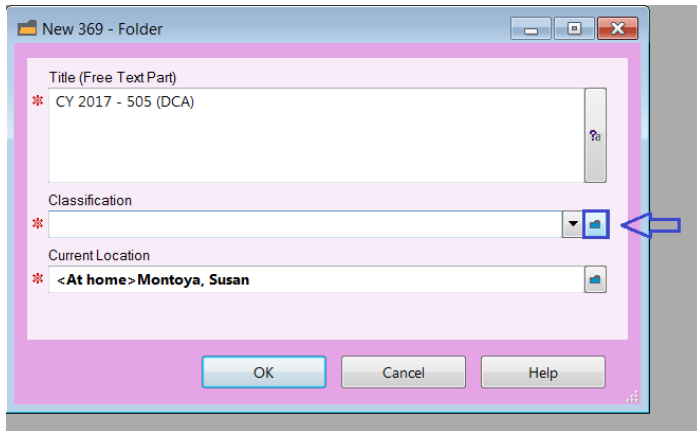 New 369 - Folder
Title (Free Text Part)
CY 2017 - 505 (DCA)
?a
Classification
Current Location
<At home>Montoya, Susan
OK Cancel Help